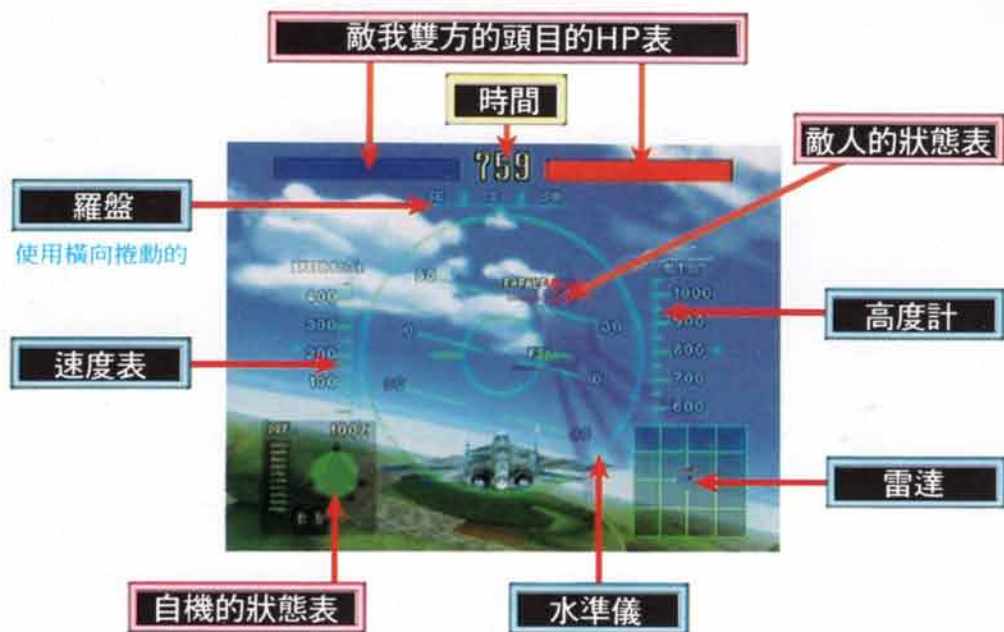 敵我雙方的頭目的HP表
時間
敵人的狀態表
759
羅盤
使用橫向捲動的
400
1000
300
900
高度計
200
800
速度表
100
700
600
100%
雷達
自機的狀態表
水準儀